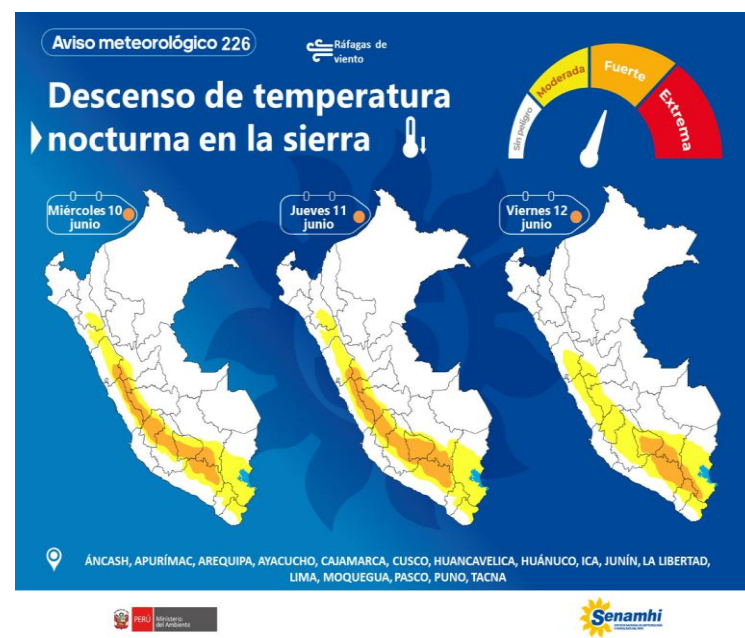 Aviso meteorológico 226
Ráfagas de
viento
Descenso de temperatura
nocturna en la sierra
Sin peligro
Moderada
Fuerte
Extrema
Miércoles 10
junio
Jueves 11
junio
Viernes 12
junio
ÁNCASH, APURÍMAC, AREQUIPA, AYACUCHO, CAJAMARCA, CUSCO, HUANCAVELICA, HUÁNUCO, ICA, JUNÍN, LA LIBERTAD,
LIMA, MOQUEGUA, PASCO, PUNO, TACNA
PERÚ
Ministerio
del Ambiente
Senamhi